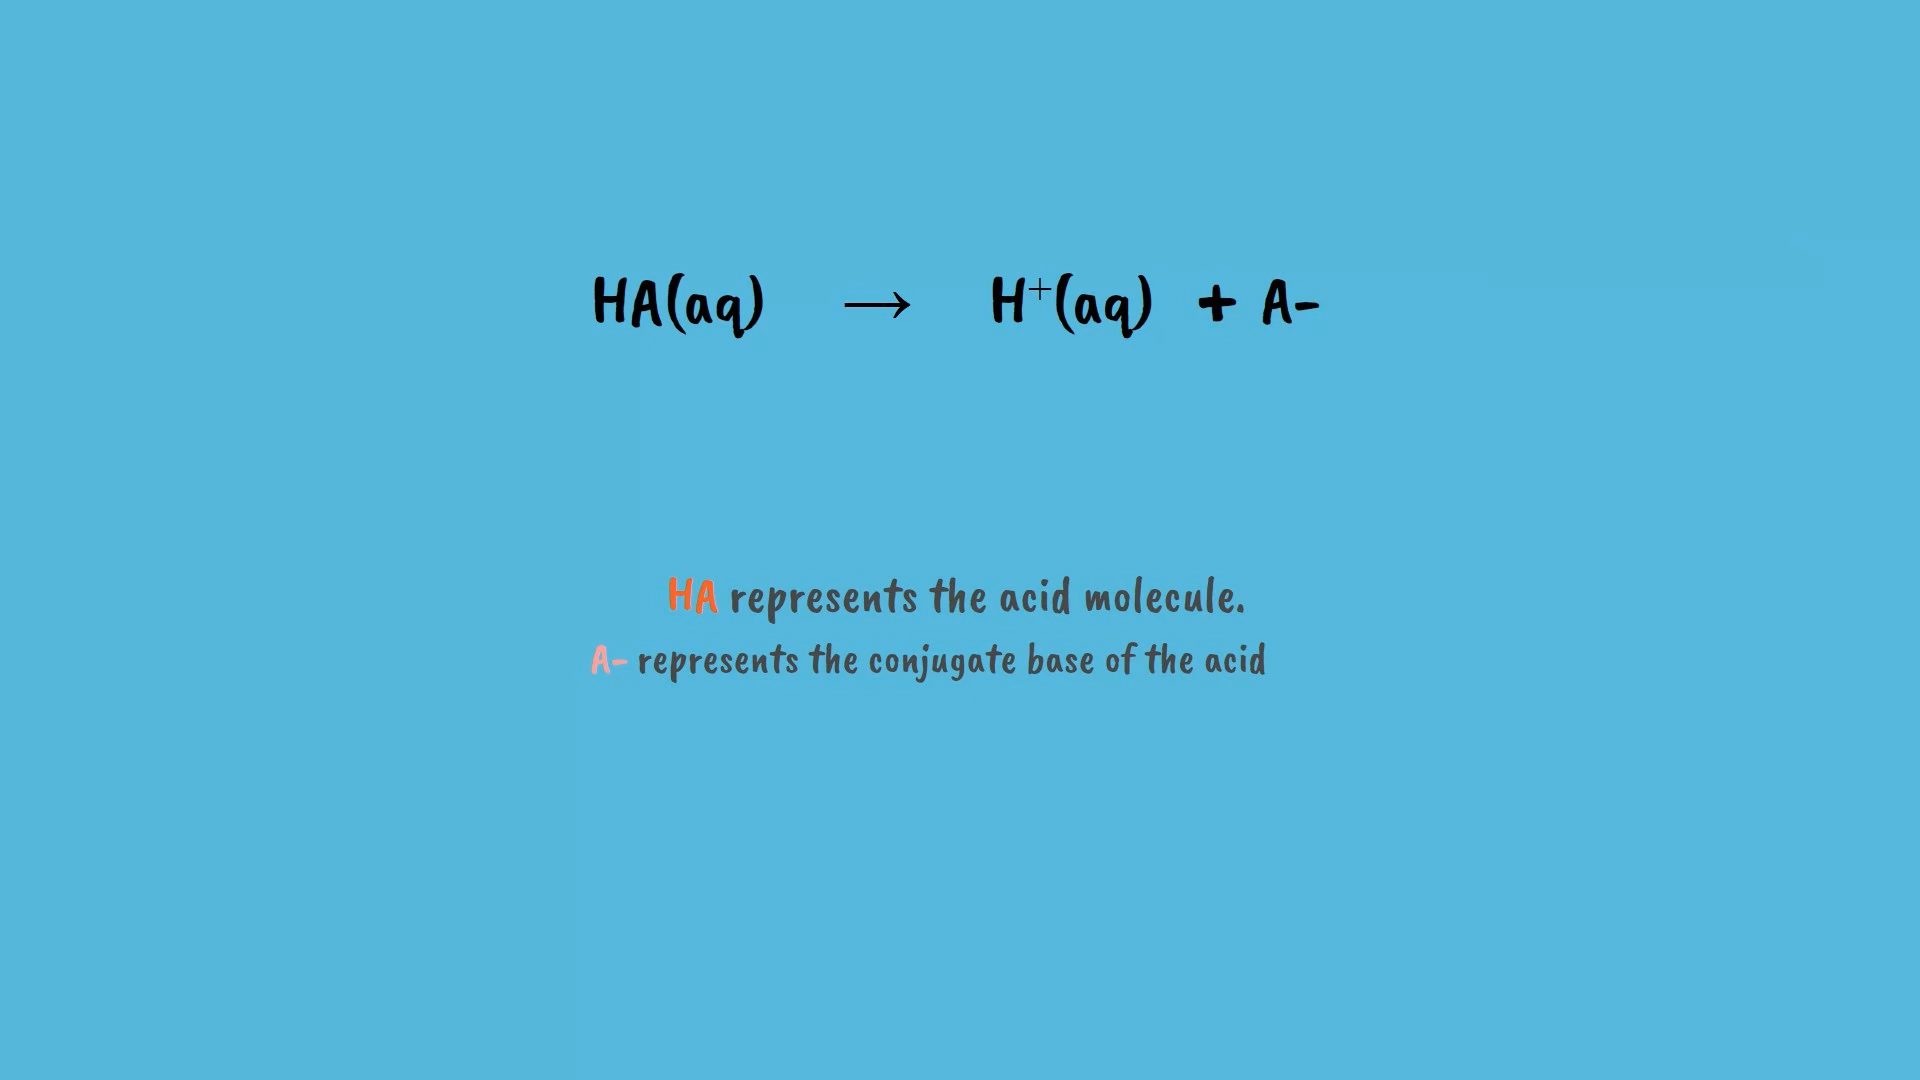 HA(aq) → H⁺(aq) + A-
HA represents the acid molecule.
A- represents the conjugate base of the acid